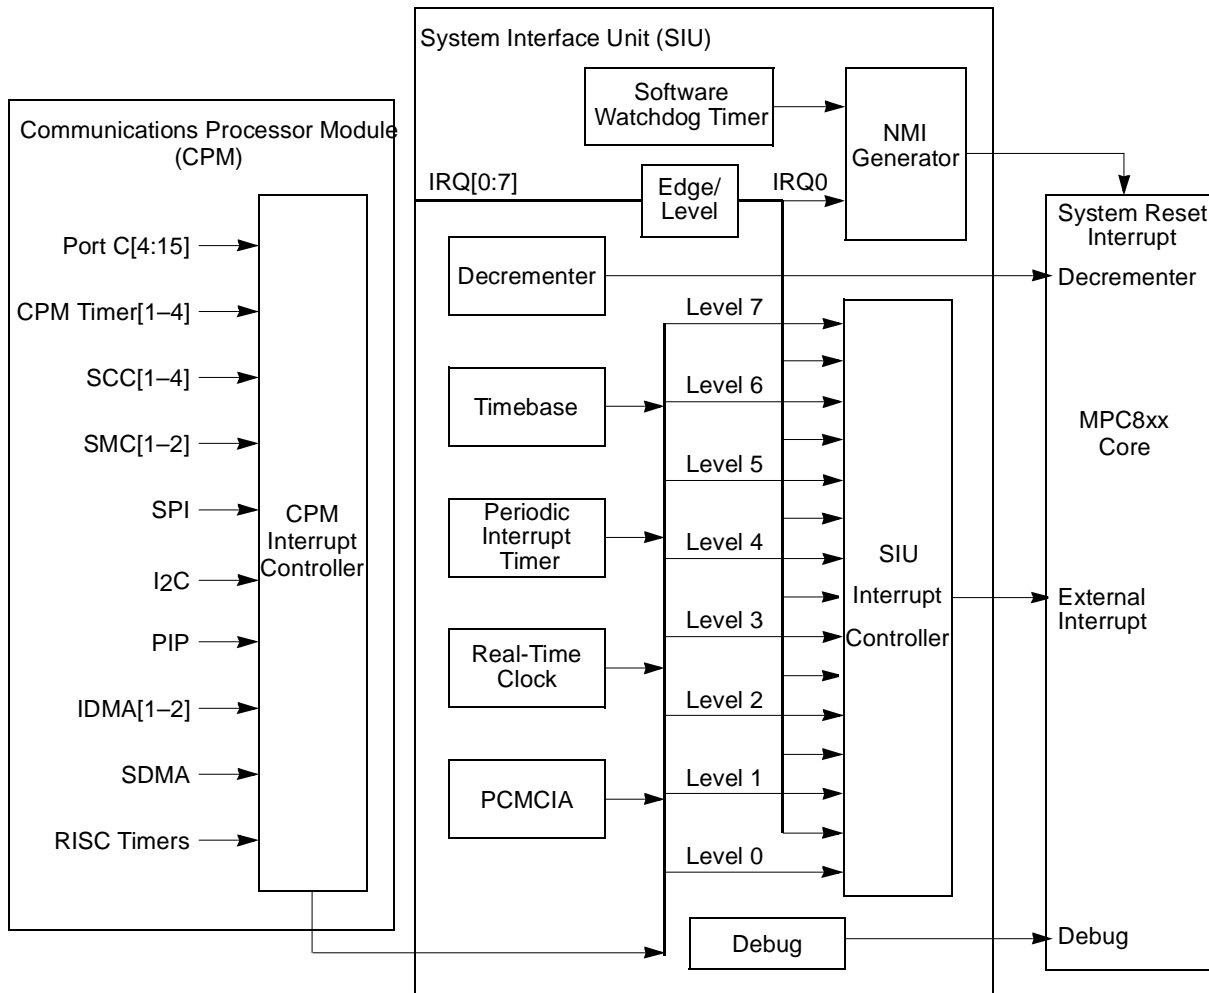 System Interface Unit (SIU)
Software
Watchdog Timer
NMI
Generator
Communications Processor Module
(CPM)
IRQ[0:7]
Edge/
Level
IRQ0
System Reset
Interrupt
Port C[4:15]
Decrementer
Decrementer
CPM Timer[1–4]
Level 7
SCC[1–4]
Timebase
Level 6
MPC8xx
Core
SMC[1–2]
Level 5
SPI
CPM
Interrupt
Controller
Periodic
Interrupt
Timer
Level 4
SIU
Interrupt
Controller
I2C
External
Interrupt
PIP
Real-Time
Clock
Level 3
IDMA[1–2]
Level 2
SDMA
PCMCIA
Level 1
RISC Timers
Level 0
Debug
Debug